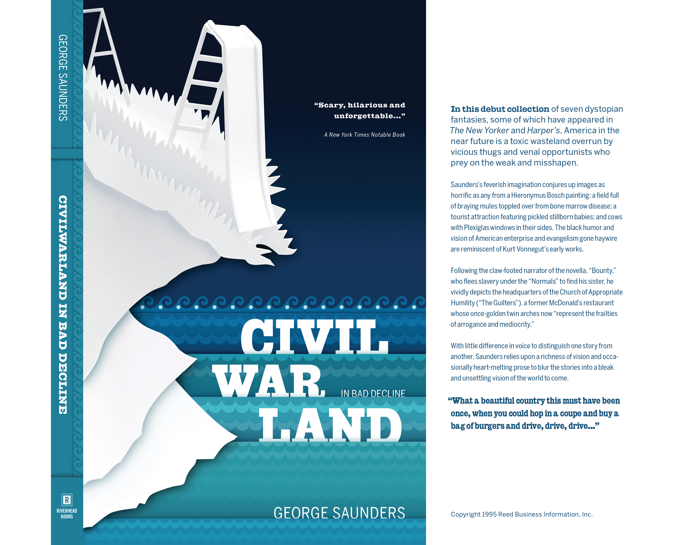 GEORGE SAUNDERS
CIVILWARLAND IN BAD DECLINE
R
RIVERHEAD
BOOKS
“Scary, hilarious and
unforgettable...”
A New York Times Notable Book
CIVIL
WAR
IN BAD DECLINE
LAND
GEORGE SAUNDERS
In this debut collection of seven dystopian
fantasies, some of which have appeared in
The New Yorker and Harper’s, America in the
near future is a toxic wasteland overrun by
vicious thugs and venal opportunists who
prey on the weak and misshapen.
Saunders’s feverish imagination conjures up images as
horrific as any from a Hieronymus Bosch painting: a field full
of braying mules toppled over from bone marrow disease; a
tourist attraction featuring pickled stillborn babies; and cows
with Plexiglas windows in their sides. The black humor and
vision of American enterprise and evangelism gone haywire
are reminiscent of Kurt Vonnegut’s early works.
Following the claw-footed narrator of the novella, “Bounty,”
who flees slavery under the “Normals” to find his sister, he
vividly depicts the headquarters of the Church of Appropriate
Humility (“The Guilters”), a former McDonald’s restaurant
whose once-golden twin arches now “represent the frailties
of arrogance and mediocrity.”
With little difference in voice to distinguish one story from
another, Saunders relies upon a richness of vision and occa-
sionally heart-melting prose to blur the stories into a bleak
and unsettling vision of the world to come.
“What a beautiful country this must have been
once, when you could hop in a coupe and buy a
bag of burgers and drive, drive, drive...”
Copyright 1995 Reed Business Information, Inc.